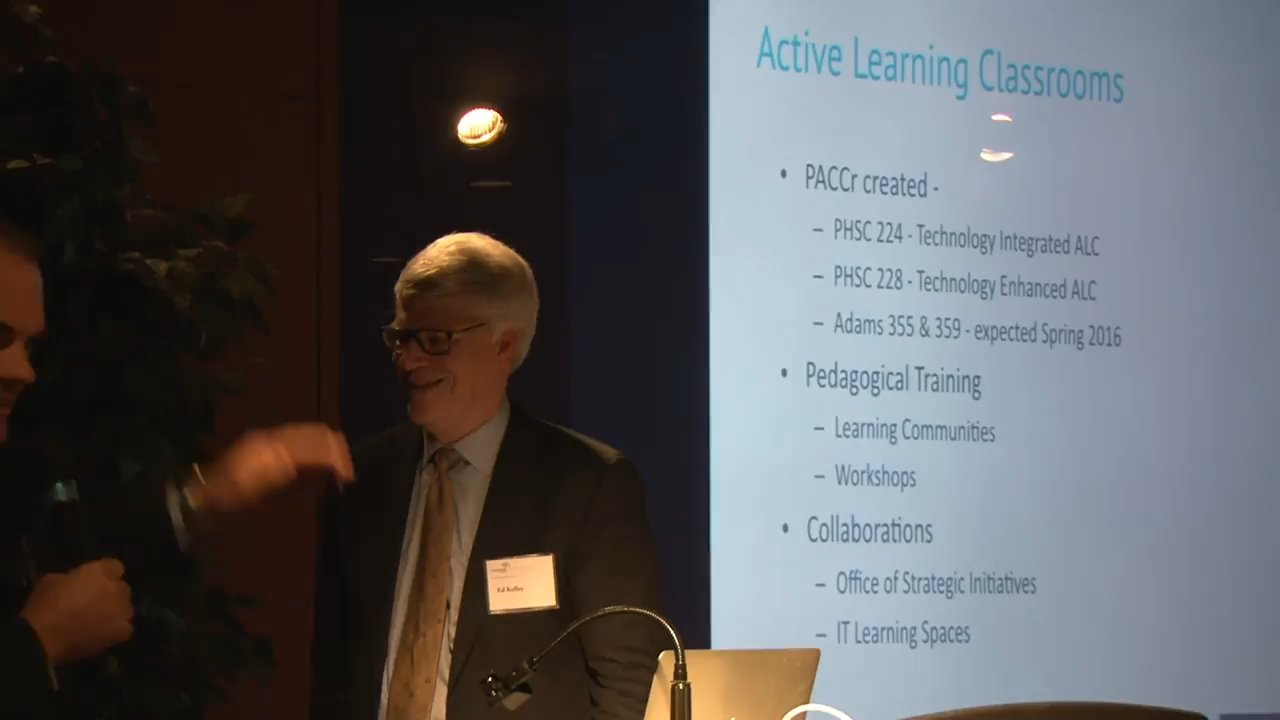 Active Learning Classrooms
• PACCr created -
– PHSC 224 - Technology Integrated ALC
– PHSC 228 - Technology Enhanced ALC
– Adams 355 & 359 - expected Spring 2016
• Pedagogical Training
– Learning Communities
– Workshops
• Collaborations
– Office of Strategic Initiatives
– IT Learning Spaces
Ed Kelley